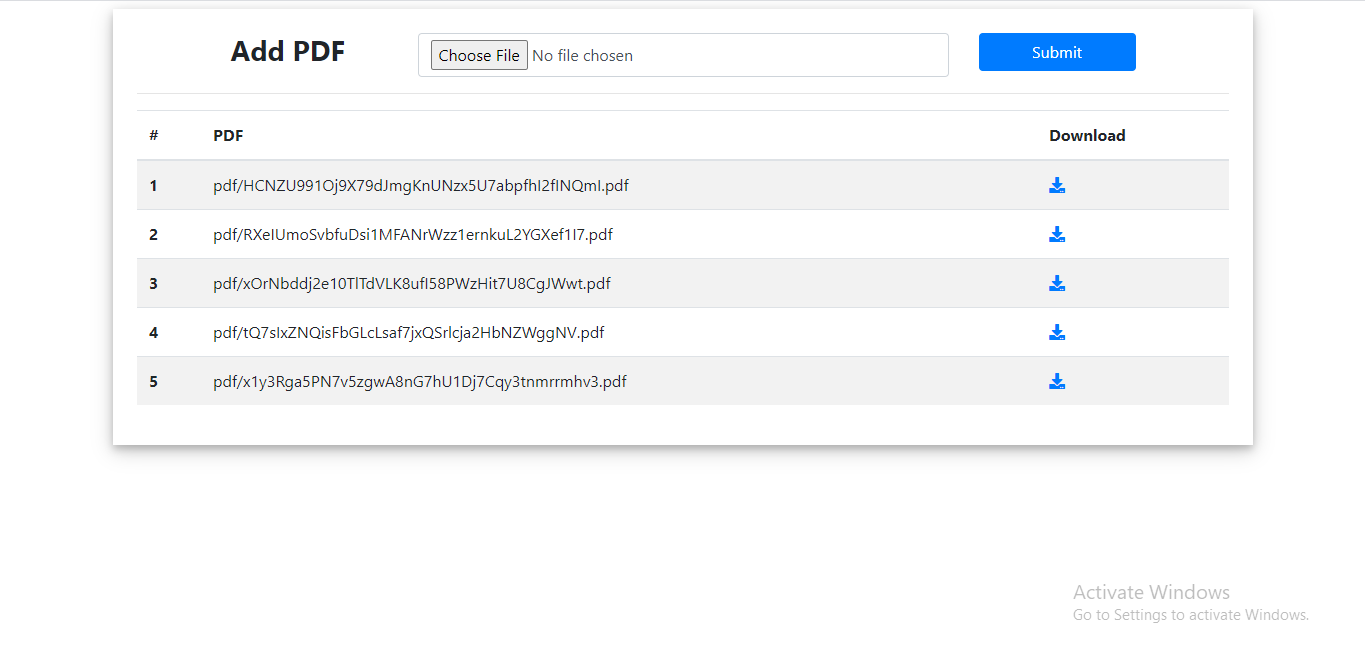 Add PDF Choose File No file chosen Submit
# PDF Download
1 pdf/HCNZU991Oj9X79dJmgKnUNzx5U7abpfhI2fINQmI.pdf
2 pdf/RXeIUmoSvbfuDsi1MFANrWzz1ernkuL2YGXef1I7.pdf
3 pdf/xOrNbddj2e10TlTdVLK8ufI58PWzHit7U8CgJWwt.pdf
4 pdf/tQ7sIxZNQisFbGLcLsaf7jxQSrlcja2HbNZWggNV.pdf
5 pdf/x1y3Rga5PN7v5zgwA8nG7hU1Dj7Cqy3tnmrrmhv3.pdf
Activate Windows
Go to Settings to activate Windows.